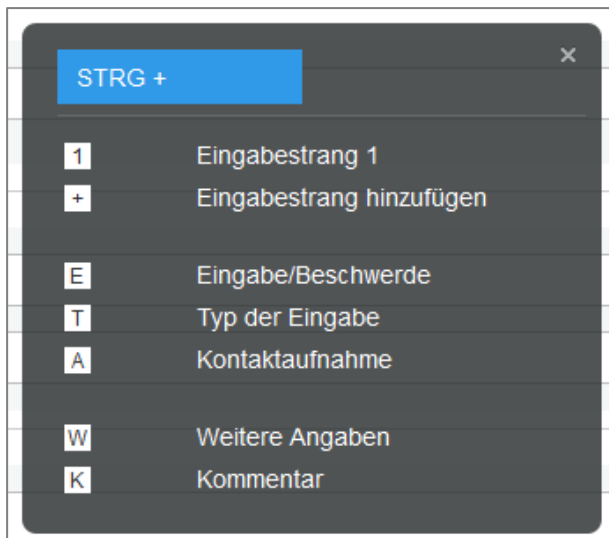 STRG +
×
1 Eingabestrang 1
+ Eingabestrang hinzufügen
E Eingabe/Beschwerde
T Typ der Eingabe
A Kontaktaufnahme
W Weitere Angaben
K Kommentar